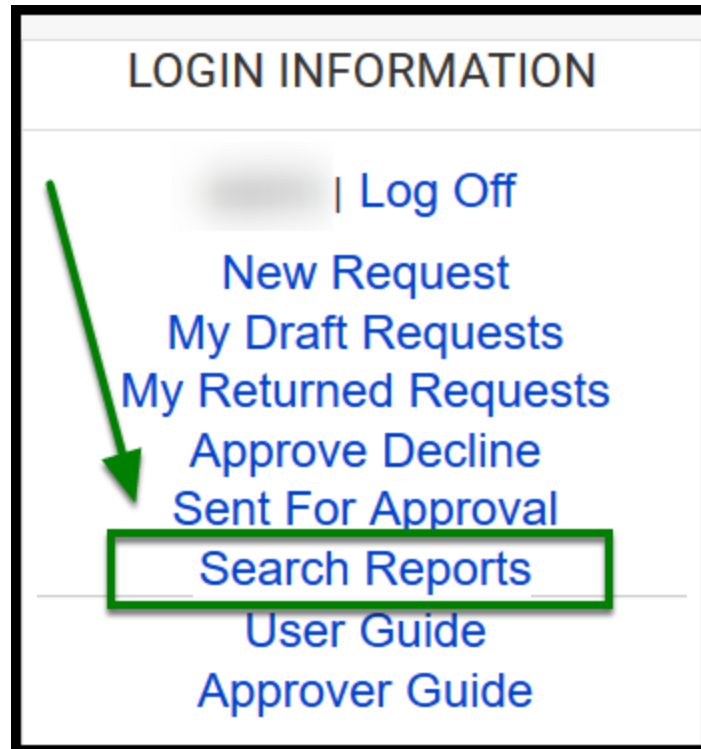 LOGIN INFORMATION
| Log Off
New Request
My Draft Requests
My Returned Requests
Approve Decline
Sent For Approval
Search Reports
User Guide
Approver Guide